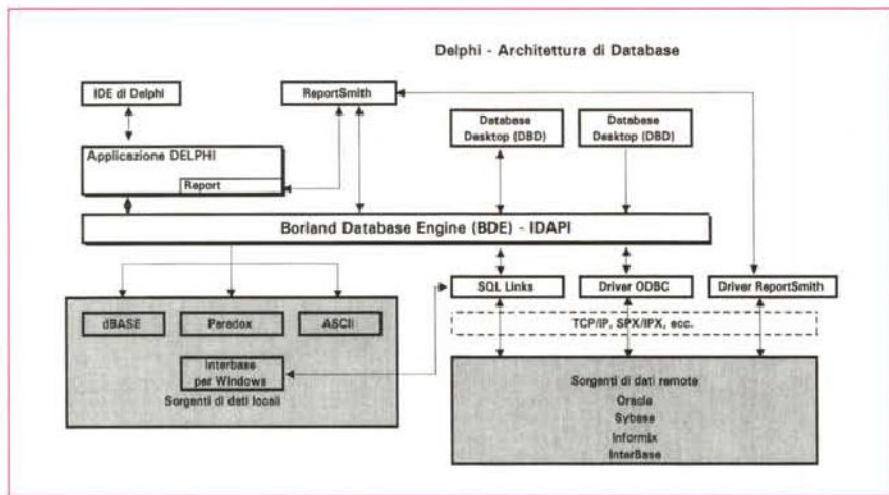 Delphi - Architettura di Database
IDE di Delphi
ReportSmith
Database
Desktop (DBD)
Database
Desktop (DBD)
Applicazione DELPHI
Report
Borland Database Engine (BDE) - IDAPI
SQL Links
Driver ODBC
Driver ReportSmith
dBASE
Paradox
ASCII
TCP/IP, SPX/IPX, ecc.
Interbase
per Windows
Sorgenti di dati locali
Sorgenti di dati remote
Oracle
Sybase
Informix
InterBase